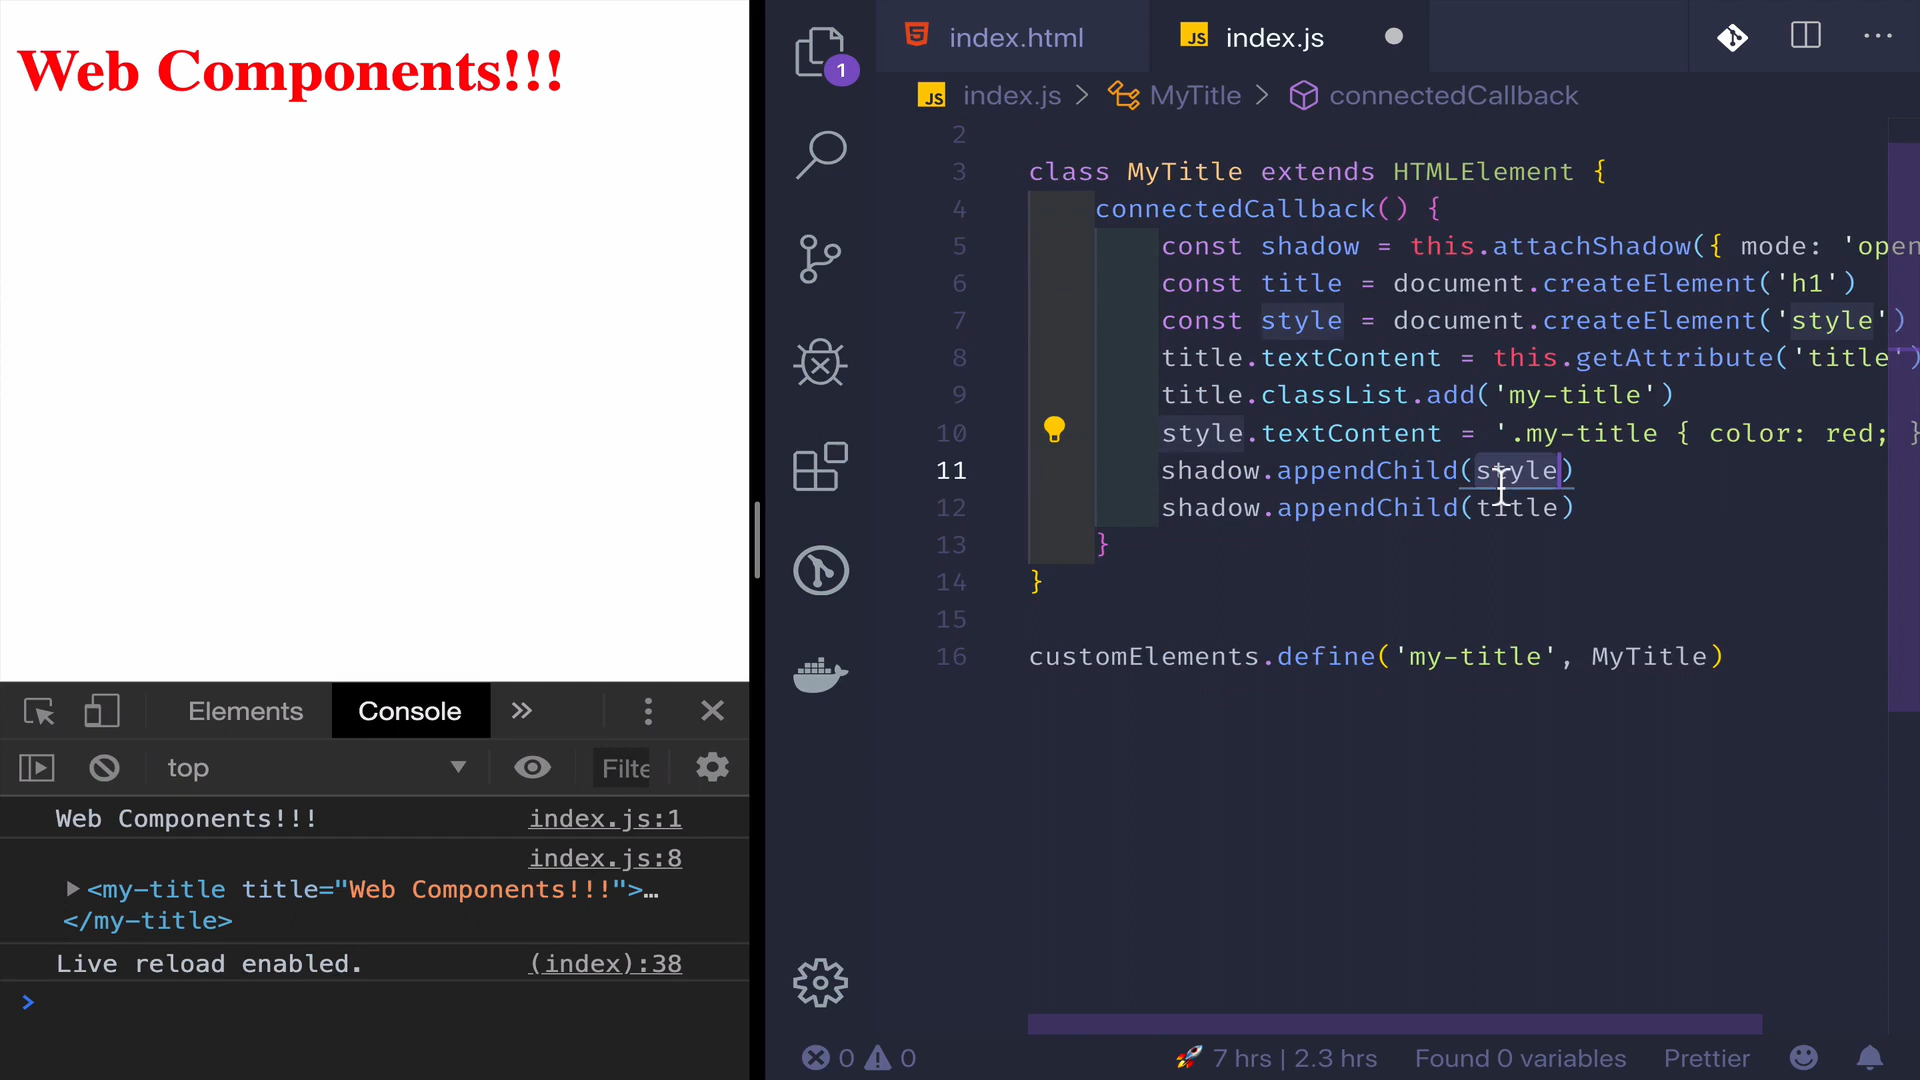 Web Components!!!
Elements
Console
top
Filte
Web Components!!! index.js:1
index.js:8
<my-title title="Web Components!!!">…
</my-title>
Live reload enabled. (index):38
>
1
index.html
JS index.js
JS index.js > MyTitle > connectedCallback
2
3 class MyTitle extends HTMLElement {
4 connectedCallback() {
5 const shadow = this.attachShadow({ mode: 'open
6 const title = document.createElement('h1')
7 const style = document.createElement('style')
8 title.textContent = this.getAttribute('title')
9 title.classList.add('my-title')
10 style.textContent = '.my-title { color: red; }
11 shadow.appendChild(style)
12 shadow.appendChild(title)
13 }
14 }
15
16 customElements.define('my-title', MyTitle)
0 0 7 hrs | 2.3 hrs Found 0 variables Prettier